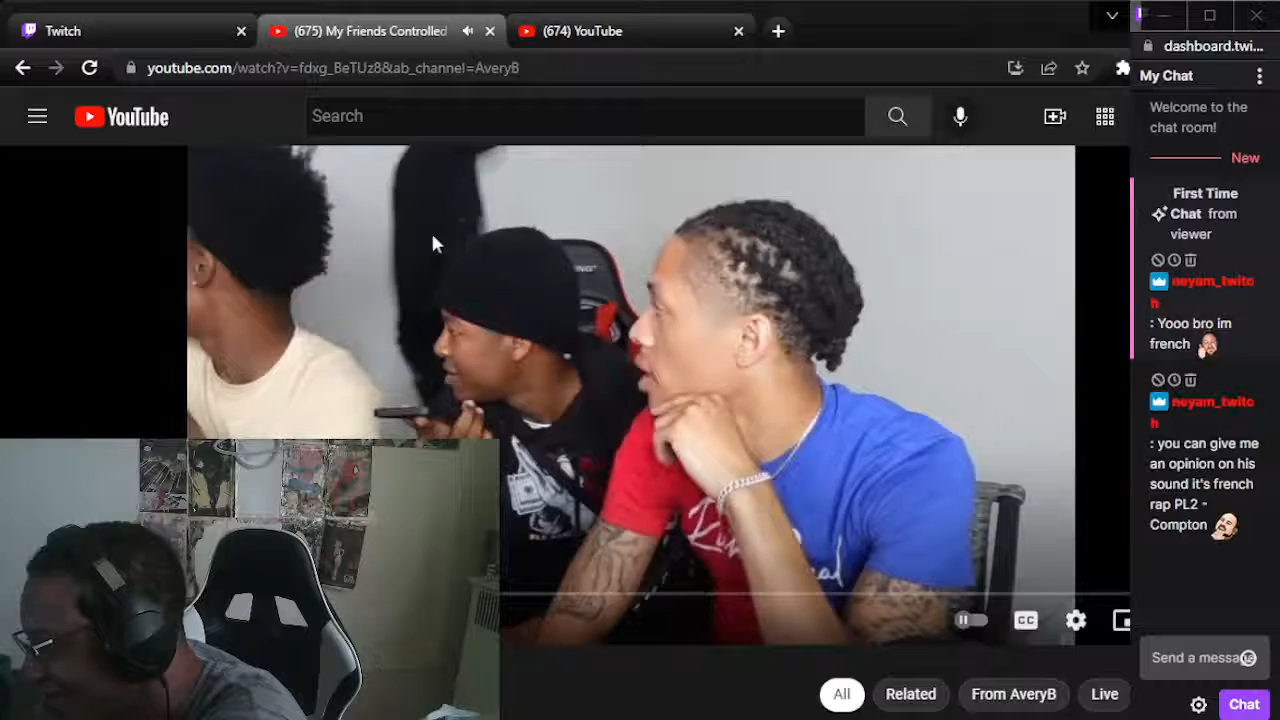 Twitch
(675) My Friends Controlled
(674) YouTube
youtube.com/watch?v=fdxg_BeTUz8&ab_channel=AveryB
dashboard.twi...
YouTube
Search
My Chat
Welcome to the
chat room!
New
First Time
Chat from
viewer
neyam_twitc
h
: Yooo bro im
french
neyam_twitc
h
: you can give me
an opinion on his
sound it's french
rap PL2 -
Compton
CC
Send a messa
All
Related
From AveryB
Live
Chat